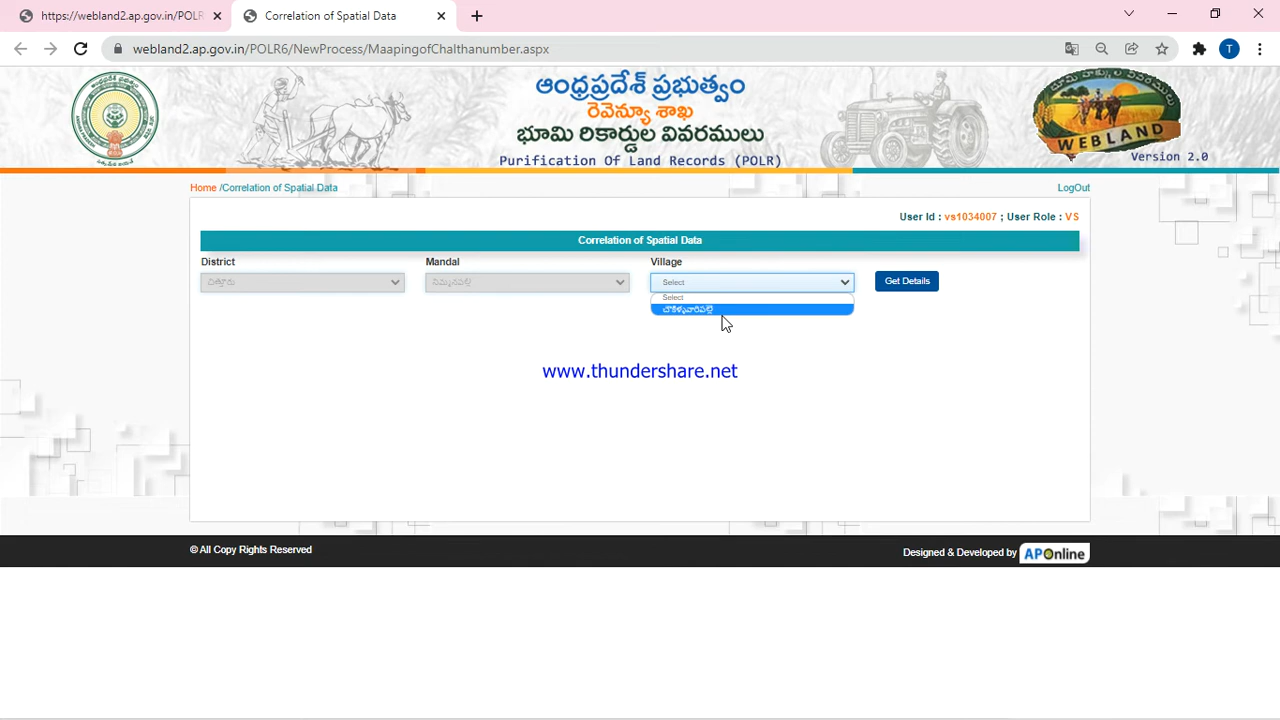 https://webland2.ap.gov.in/POLR
Correlation of Spatial Data
webland2.ap.gov.in/POLR6/NewProcess/MaapingofChalthanumber.aspx
T
ఆంధ్రప్రదేశ్ ప్రభుత్వం
రెవెన్యూ శాఖ
భూమి రికార్డుల వివరములు
Purification Of Land Records (POLR)
WEBLAND
Version 2.0
Home /Correlation of Spatial Data
LogOut
User Id : vs1034007 ; User Role : VS
Correlation of Spatial Data
District
Mandal
Village
చిత్తూరు
నిమ్మనపల్లె
Select
Get Details
Select
www.thundershare.net
© All Copy Rights Reserved
Designed & Developed by APOnline